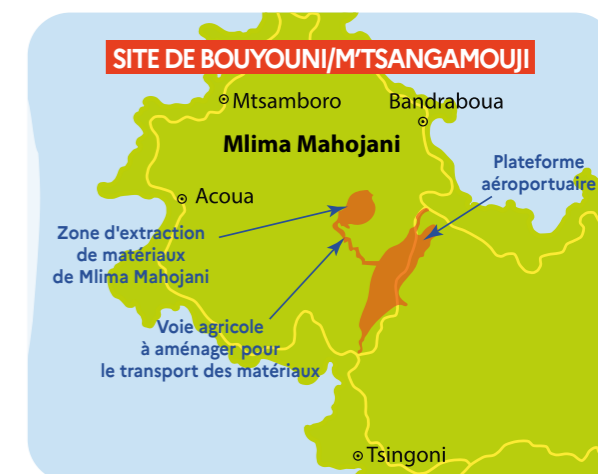 SITE DE BOUYOUNI/M'TSANGAMOUJI
Mtsamboro
Bandraboua
Mlima Mahojani
Plateforme
aéroportuaire
Acoua
Zone d'extraction
de matériaux
de Mlima Mahojani
Voie agricole
à aménager pour
le transport des matériaux
Tsingoni